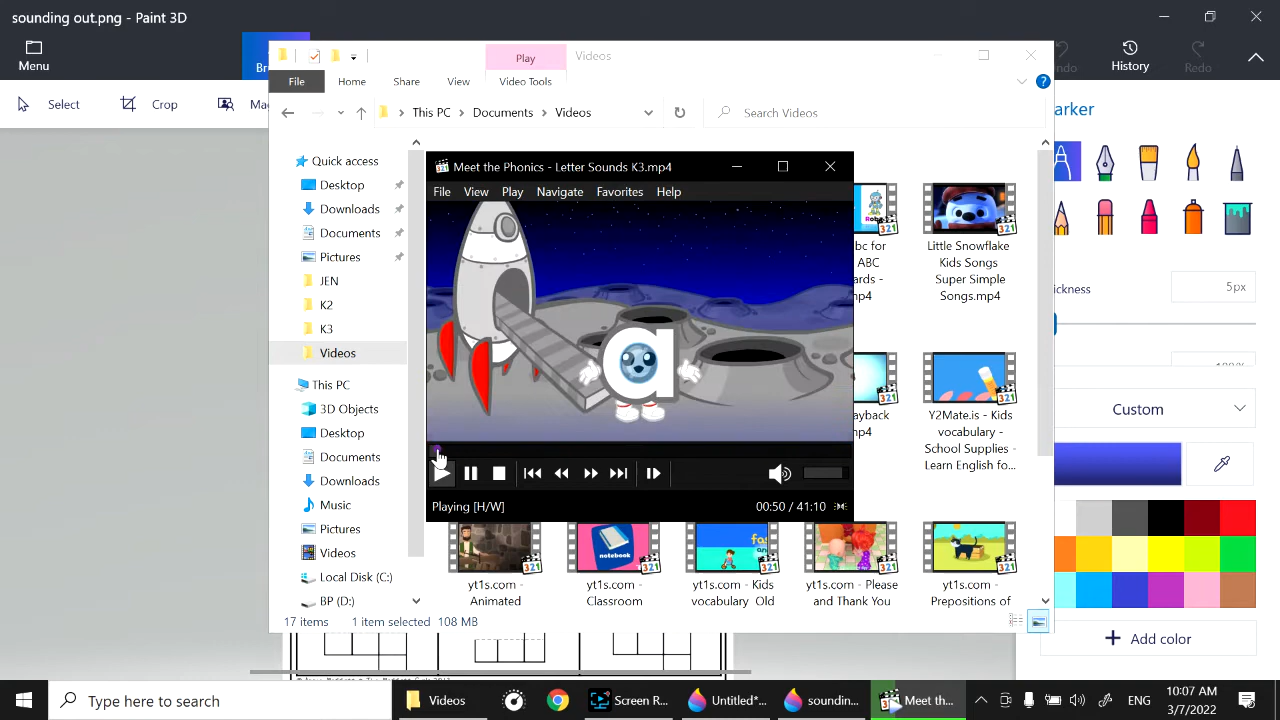 sounding out.png - Paint 3D
Menu
History
Redo
Select
Crop
Play
Videos
File
Home
Share
View
Video Tools
This PC
Documents
Videos
Search Videos
Quick access
Desktop
Downloads
Documents
Pictures
JEN
K2
K3
Videos
This PC
3D Objects
Desktop
Documents
Downloads
Music
Pictures
Videos
Local Disk (C:)
BP (D:)
Meet the Phonics - Letter Sounds K3.mp4
File
View
Play
Navigate
Favorites
Help
a
Playing [H/W]
00:50 / 41:10
Little Snowflake
Kids Songs
Super Simple
Songs.mp4
Y2Mate.is - Kids
vocabulary -
School Supplies -
Learn English fo...
notebook
yt1s.com -
Animated
yt1s.com -
Classroom
yt1s.com - Kids
vocabulary Old
yt1s.com - Please
and Thank You
yt1s.com -
Prepositions of
17 items
1 item selected
108 MB
5px
Custom
Add color
Type here to search
Videos
Screen R...
Untitled*...
soundin...
Meet th...
ENG
10:07 AM
3/7/2022